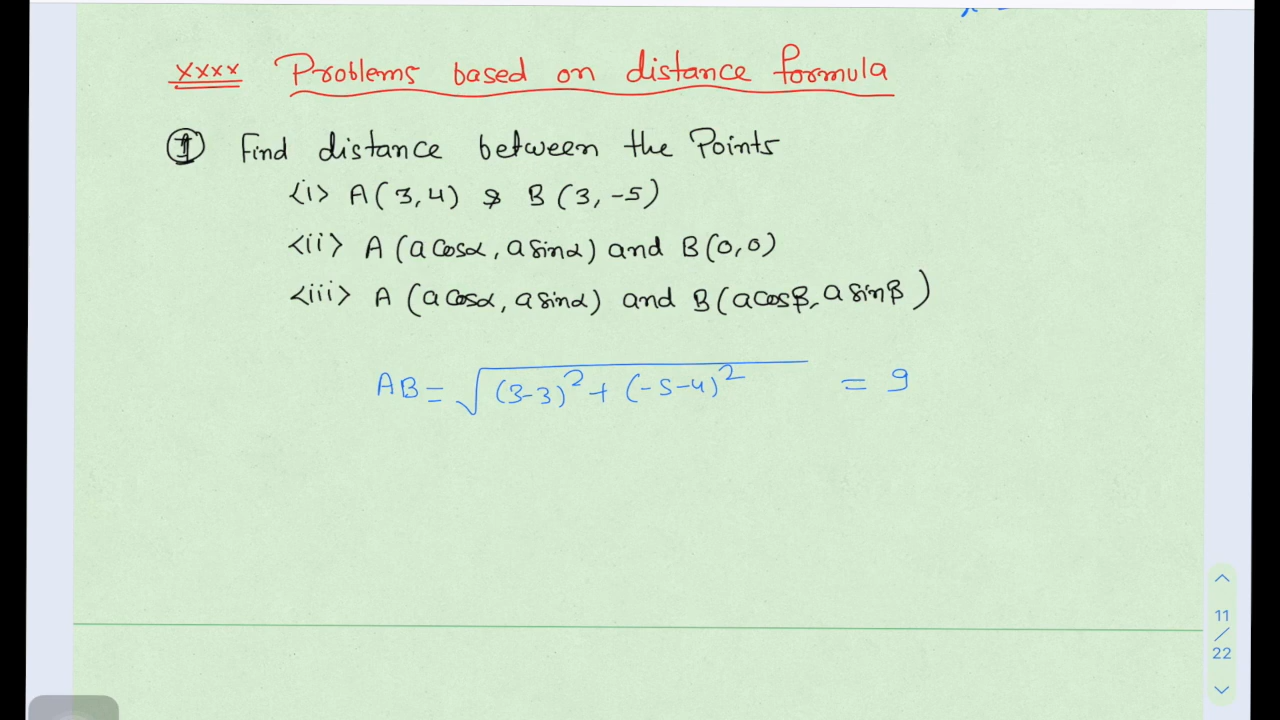 xxxx Problems based on distance formula
① Find distance between the Points
<i> A(3,4) & B(3,-5)
<ii> A(a cosα, a sinα) and B(0,0)
<iii> A(a cosα, a sinα) and B(a cosβ, a sinβ)
AB = √(3-3)²+(-5-4)² = 9
11
/
22